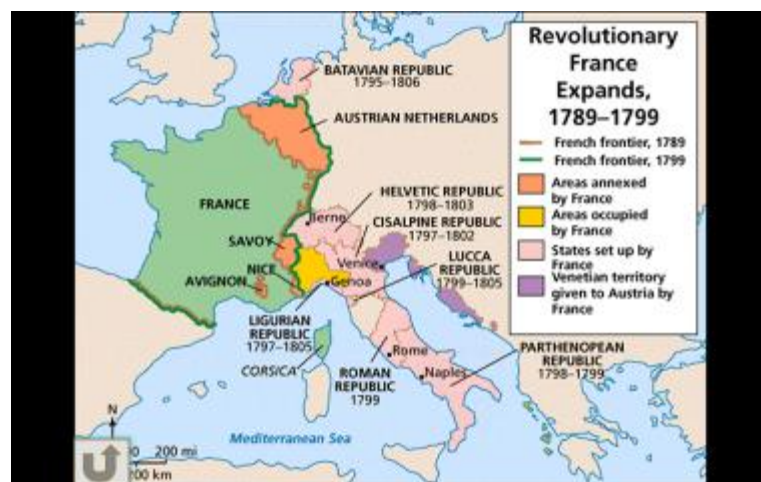 Revolutionary
France
Expands,
1789–1799
French frontier, 1789
French frontier, 1799
Areas annexed
by France
Areas occupied
by France
States set up by
France
Venetian territory
given to Austria by
France
BATAVIAN REPUBLIC
1795–1806
AUSTRIAN NETHERLANDS
FRANCE
HELVETIC REPUBLIC
1798–1803
Berne
CISALPINE REPUBLIC
1797–1802
SAVOY
Venice
LUCCA
REPUBLIC
1799–1805
NICE
AVIGNON
Genoa
LIGURIAN
REPUBLIC
1797–1805
CORSICA
Rome
ROMAN
REPUBLIC
1799
Naples
PARTHENOPEAN
REPUBLIC
1798–1799
Mediterranean Sea
N
0 200 mi
200 km